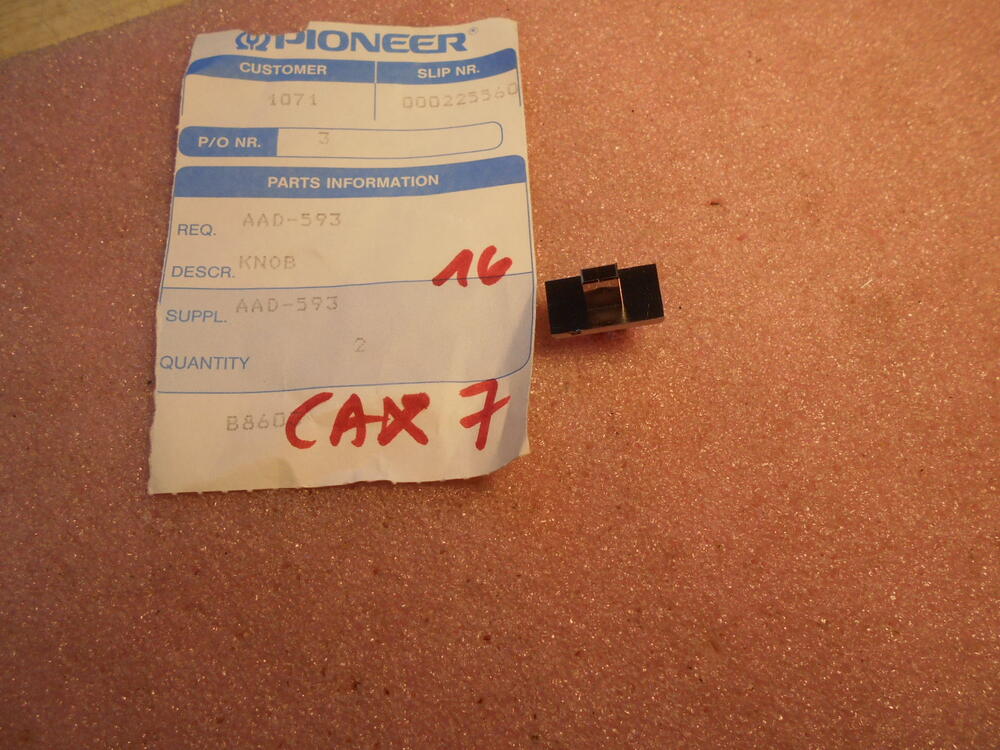 PIONEER®
CUSTOMER SLIP NR.
1071 000225560
P/O NR. 3
PARTS INFORMATION
REQ. AAD-593
DESCR. KNOB 16
SUPPL. AAD-593
QUANTITY 2
7